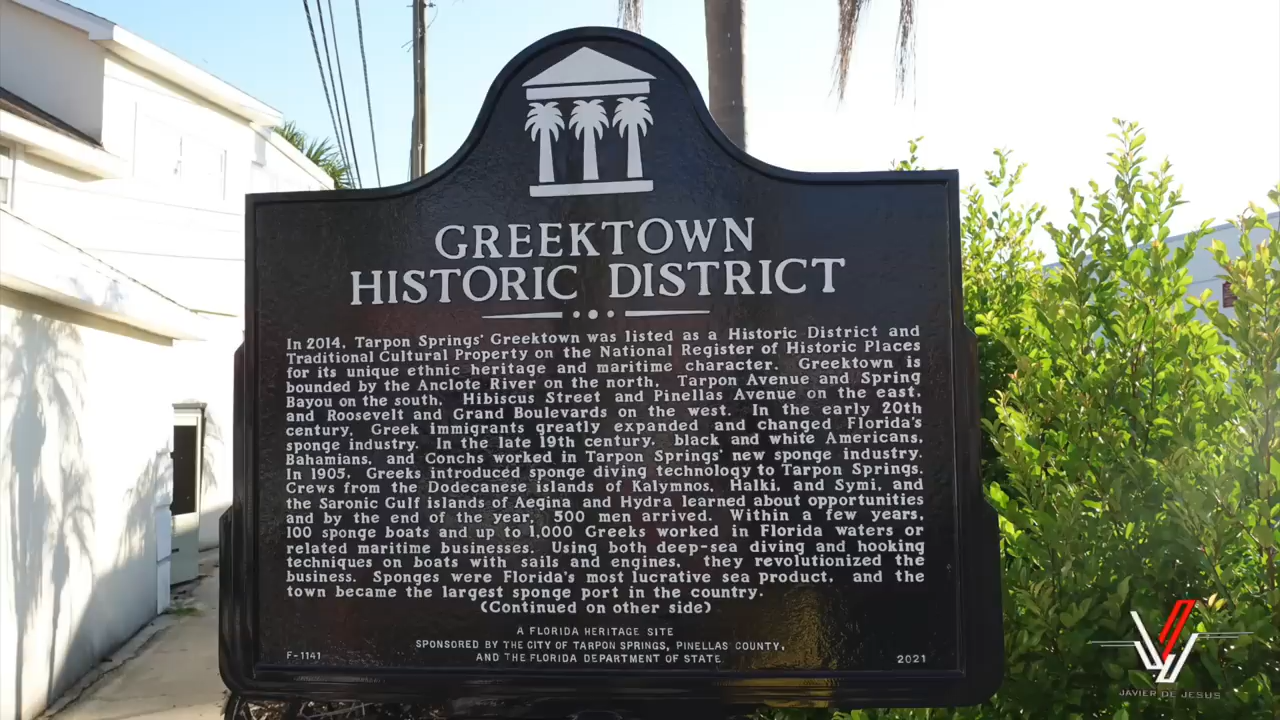 GREEKTOWN
HISTORIC DISTRICT
In 2014, Tarpon Springs' Greektown was listed as a Historic District and
Traditional Cultural Property on the National Register of Historic Places
for its unique ethnic heritage and maritime character. Greektown is
bounded by the Anclote River on the north, Tarpon Avenue and Spring
Bayou on the south, Hibiscus Street and Pinellas Avenue on the east,
and Roosevelt and Grand Boulevards on the west. In the early 20th
century, Greek immigrants greatly expanded and changed Florida's
sponge industry. In the late 19th century, black and white Americans,
Bahamians, and Conchs worked in Tarpon Springs' new sponge industry.
In 1905, Greeks introduced sponge diving technology to Tarpon Springs.
Crews from the Dodecanese islands of Kalymnos, Halki, and Symi, and
the Saronic Gulf islands of Aegina and Hydra learned about opportunities
and by the end of the year, 500 men arrived. Within a few years,
100 sponge boats and up to 1,000 Greeks worked in Florida waters or
related maritime businesses. Using both deep-sea diving and hooking
techniques on boats with sails and engines, they revolutionized the
business. Sponges were Florida's most lucrative sea product, and the
town became the largest sponge port in the country.
(Continued on other side)
A FLORIDA HERITAGE SITE
SPONSORED BY THE CITY OF TARPON SPRINGS, PINELLAS COUNTY,
AND THE FLORIDA DEPARTMENT OF STATE
F-1141
2021
JAVIER DE JESUS